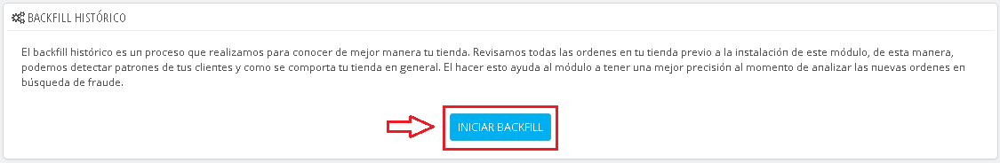 BACKFILL HISTÓRICO
El backfill histórico es un proceso que realizamos para conocer de mejor manera tu tienda. Revisamos todas las ordenes en tu tienda previo a la instalación de este módulo, de esta manera,
podemos detectar patrones de tus clientes y como se comporta tu tienda en general. El hacer esto ayuda al módulo a tener una mejor precisión al momento de analizar las nuevas ordenes en
búsqueda de fraude.
INICIAR BACKFILL